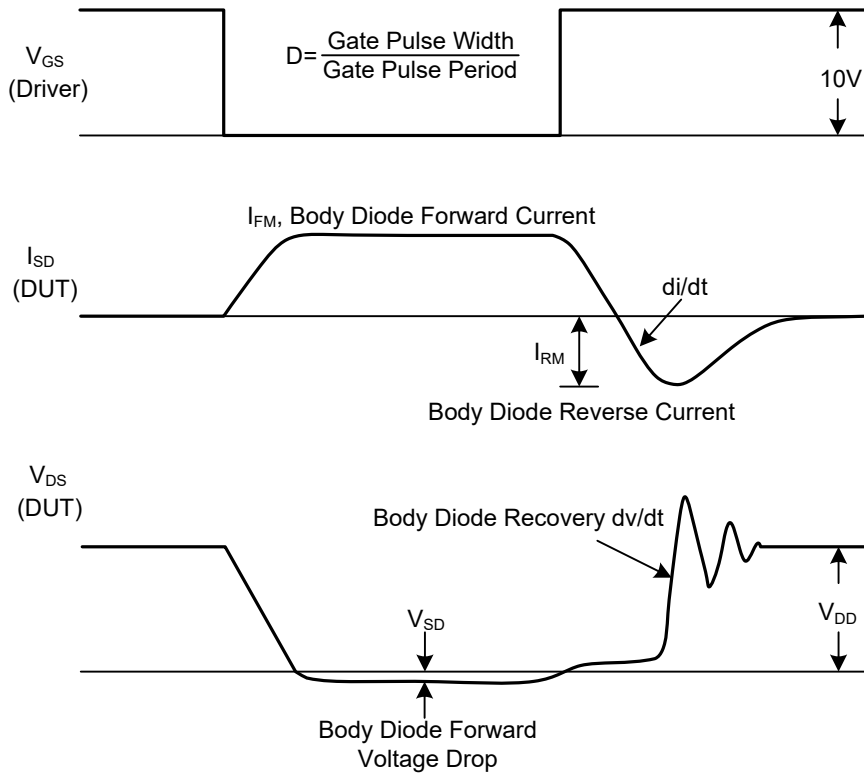 V_GS
(Driver)
D= Gate Pulse Width
Gate Pulse Period
10V
I_FM, Body Diode Forward Current
I_SD
(DUT)
di/dt
I_RM
Body Diode Reverse Current
V_DS
(DUT)
Body Diode Recovery dv/dt
V_SD
V_DD
Body Diode Forward
Voltage Drop